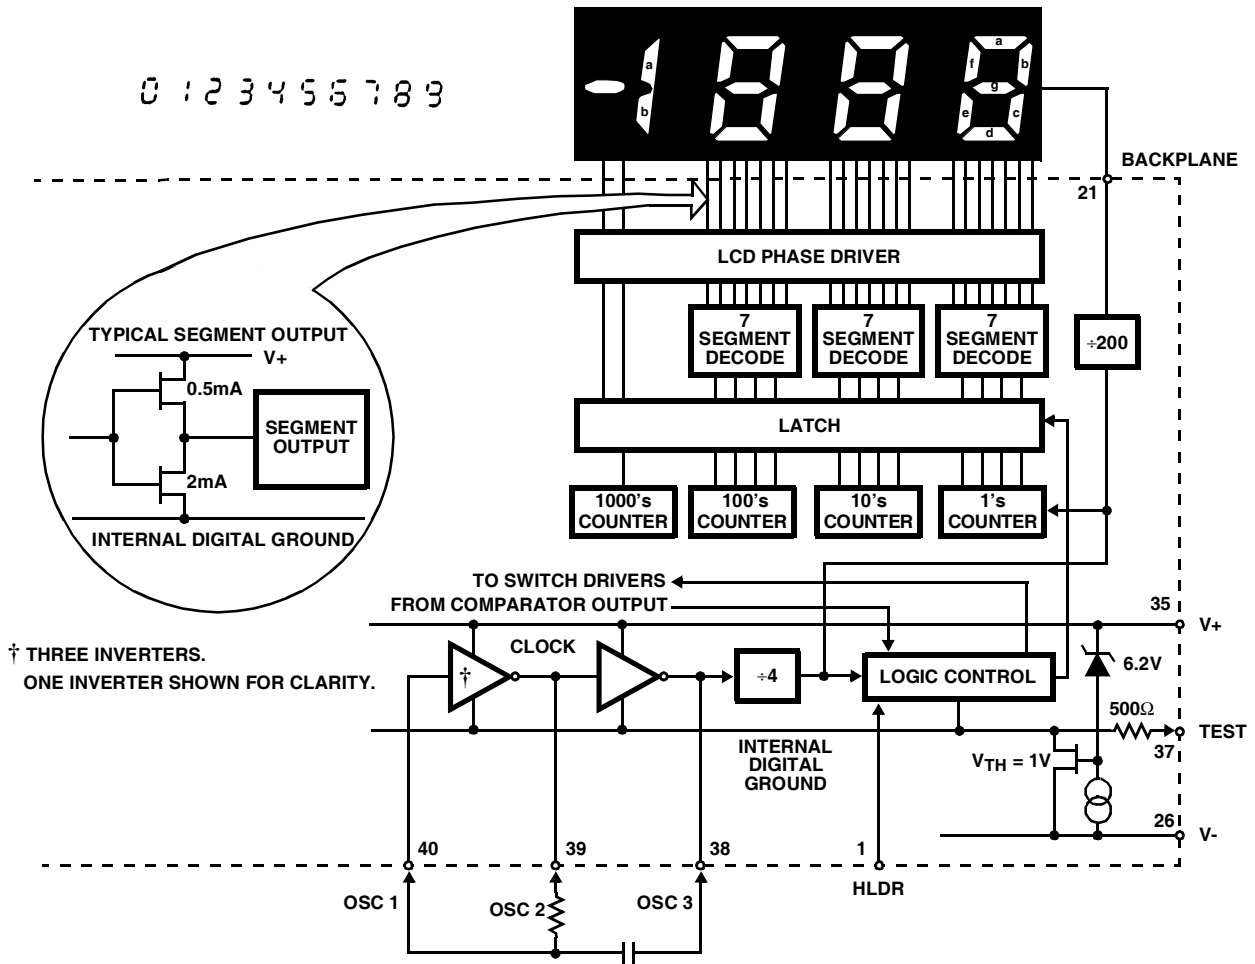 a
b
a
f
b
g
e
c
d
0 1 2 3 4 5 6 7 8 9
BACKPLANE
21
LCD PHASE DRIVER
TYPICAL SEGMENT OUTPUT
V+
0.5mA
SEGMENT
OUTPUT
2mA
INTERNAL DIGITAL GROUND
7
SEGMENT
DECODE
7
SEGMENT
DECODE
7
SEGMENT
DECODE
÷200
LATCH
1000's
COUNTER
100's
COUNTER
10's
COUNTER
1's
COUNTER
TO SWITCH DRIVERS
FROM COMPARATOR OUTPUT
35
V+
† THREE INVERTERS.
ONE INVERTER SHOWN FOR CLARITY.
CLOCK
†
÷4
LOGIC CONTROL
6.2V
500Ω
TEST
37
INTERNAL
DIGITAL
GROUND
VTH = 1V
26
V-
40
39
38
1
OSC 1
OSC 2
OSC 3
HLDR